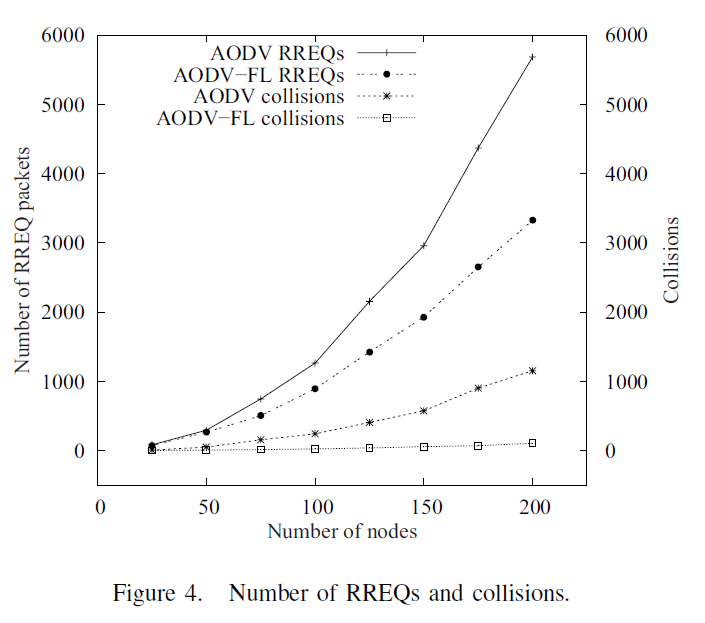 6000
5000
4000
3000
2000
1000
0
Number of RREQ packets
AODV RREQs
AODV−FL RREQs
AODV collisions
AODV−FL collisions
6000
5000
4000
3000
2000
1000
0
Collisions
0 50 100 150 200
Number of nodes
Figure 4. Number of RREQs and collisions.